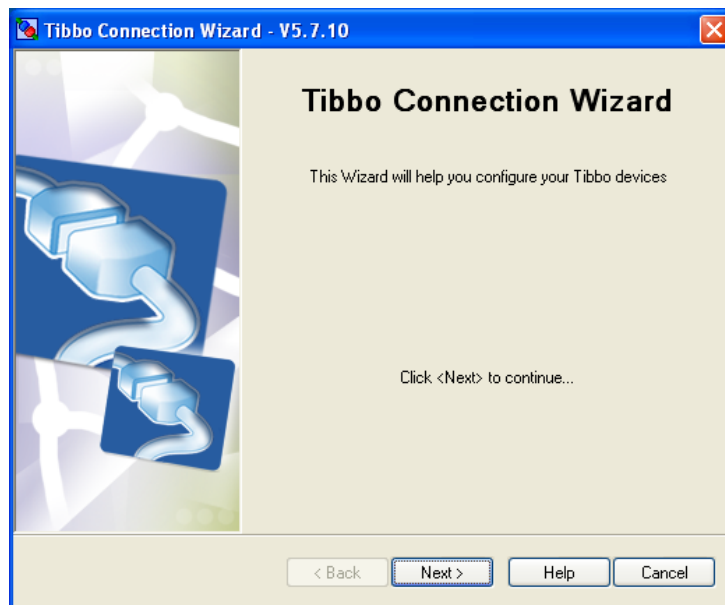 Tibbo Connection Wizard - V5.7.10
Tibbo Connection Wizard
This Wizard will help you configure your Tibbo devices
Click <Next> to continue...
< Back Next > Help Cancel